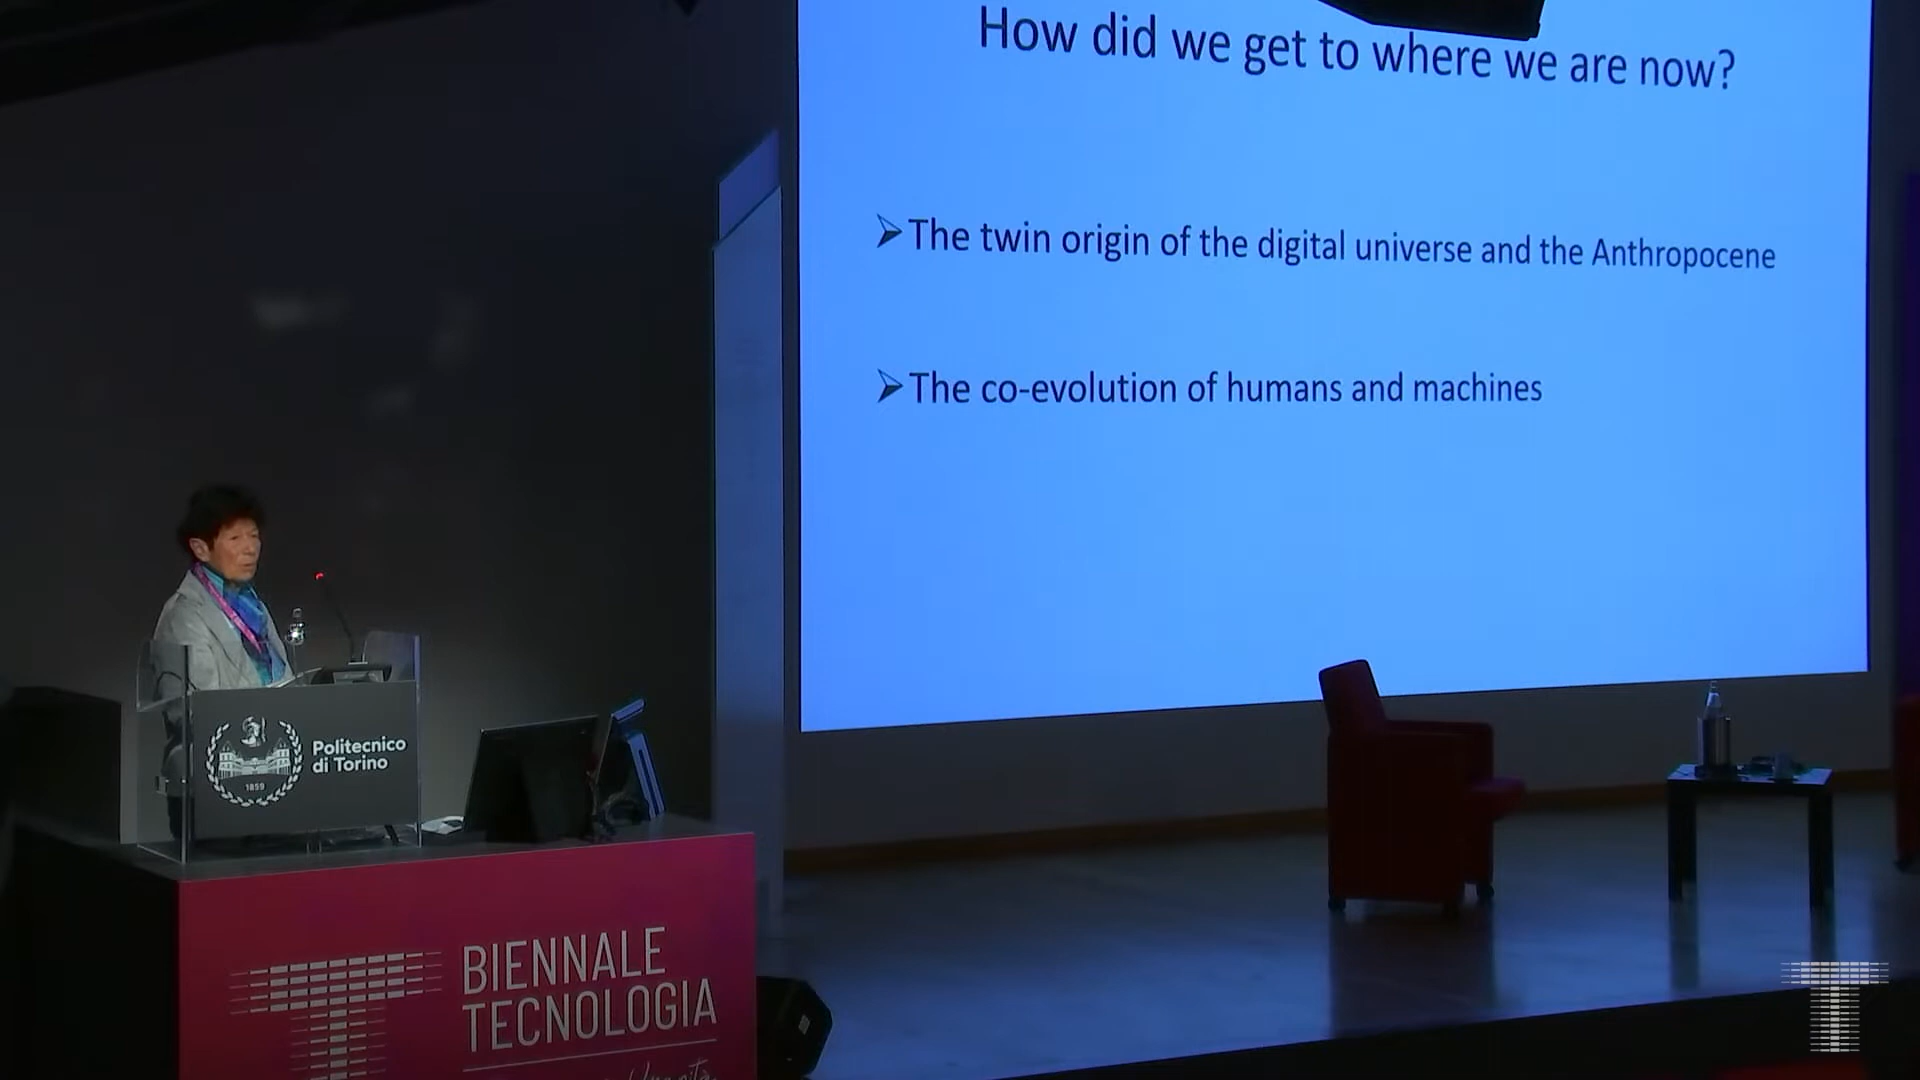 How did we get to where we are now?
➢The twin origin of the digital universe and the Anthropocene
➢The co-evolution of humans and machines
Politecnico
di Torino
1859
BIENNALE
TECNOLOGIA